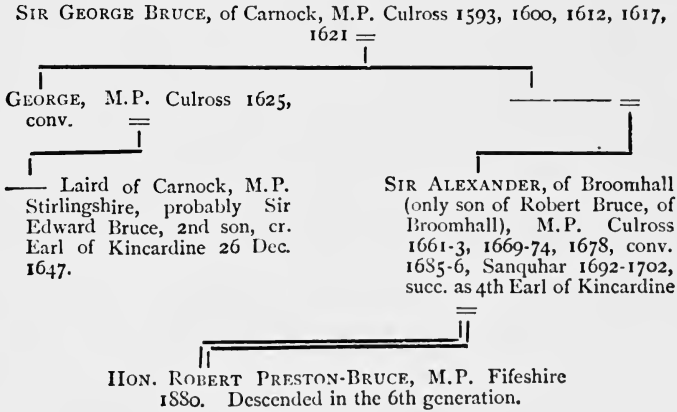 SIR GEORGE BRUCE, of Carnock, M.P. Culross 1593, 1600, 1612, 1617,
1621 =
GEORGE, M.P. Culross 1625,
conv. =
— — =
— Laird of Carnock, M.P.
Stirlingshire, probably Sir
Edward Bruce, 2nd son, cr.
Earl of Kincardine 26 Dec.
1647.
SIR ALEXANDER, of Broomhall
(only son of Robert Bruce, of
Broomhall), M.P. Culross
1661-3, 1669-74, 1678, conv.
1685-6, Sanquhar 1692-1702,
succ. as 4th Earl of Kincardine
=
HON. ROBERT PRESTON-BRUCE, M.P. Fifeshire
1880. Descended in the 6th generation.